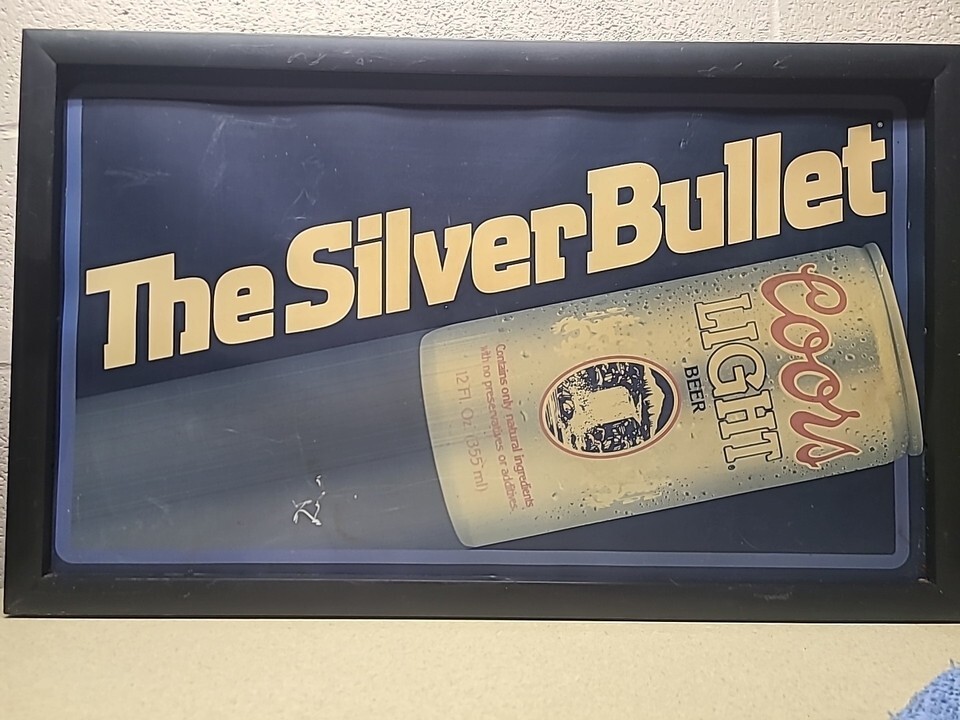 The Silver Bullet
Coors
LIGHT
BEER
Contains only natural ingredients
with no preservatives or additives.
12 Fl. Oz. (355 ml)